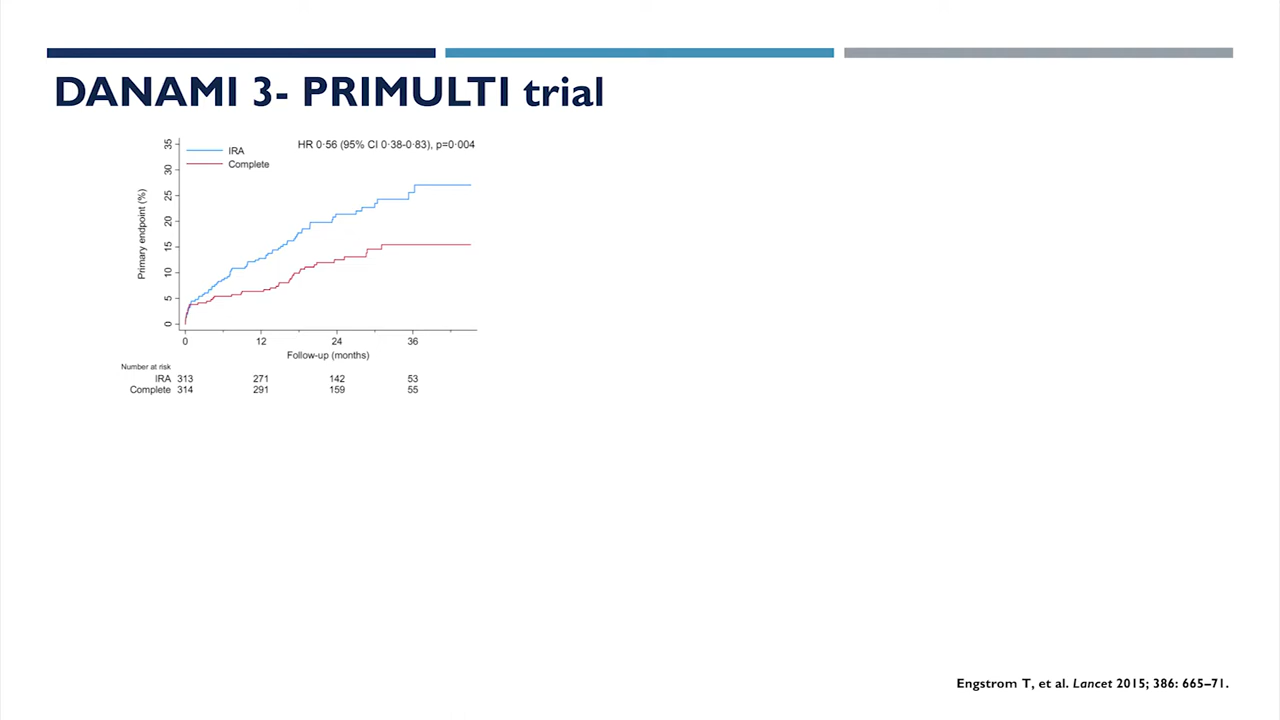 DANAMI 3- PRIMULTI trial
HR 0·56 (95% CI 0·38-0·83), p=0·004
IRA
Complete
Primary endpoint (%)
35
30
25
20
15
10
5
0
0 12 24 36
Follow-up (months)
Number at risk
IRA 313 271 142 53
Complete 314 291 159 55
Engstrom T, et al. Lancet 2015; 386: 665–71.